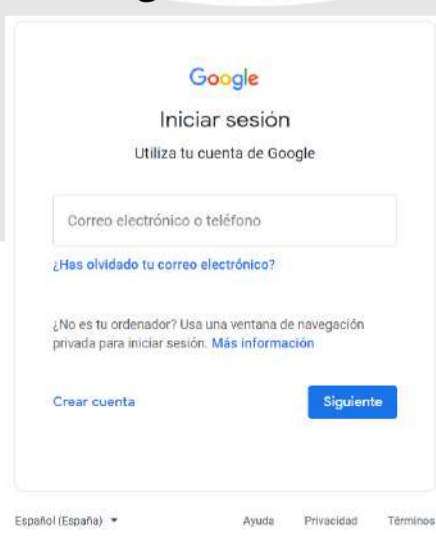 Google
Iniciar sesión
Utiliza tu cuenta de Google
Correo electrónico o teléfono
¿Has olvidado tu correo electrónico?
¿No es tu ordenador? Usa una ventana de navegación
privada para iniciar sesión. Más información
Crear cuenta Siguiente
Español (España) Ayuda Privacidad Términos